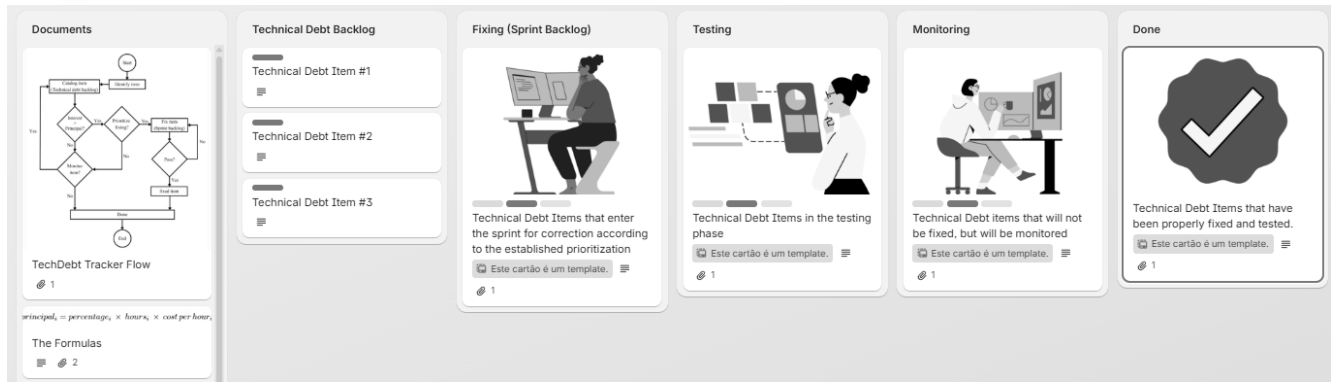 Documents
Start
Identify item
Catalog item
(Technical debt backlog)
Interest
>
Principal?
Yes
Prioritize
fixing?
Yes
Fix item
(Sprint backlog)
Yes
No
No
No
Pass?
Monitor
item?
Yes
No
Fixed item
Done
End
TechDebt Tracker Flow
1
principal = percentage × hours × cost per hour
The Formulas
2
Technical Debt Backlog
Technical Debt Item #1
Technical Debt Item #2
Technical Debt Item #3
Fixing (Sprint Backlog)
Technical Debt Items that enter
the sprint for correction according
to the established prioritization
Este cartão é um template.
1
Testing
Technical Debt Items in the testing
phase
Este cartão é um template.
1
Monitoring
Technical Debt items that will not
be fixed, but will be monitored
Este cartão é um template.
1
Done
Technical Debt Items that have
been properly fixed and tested.
Este cartão é um template.
1